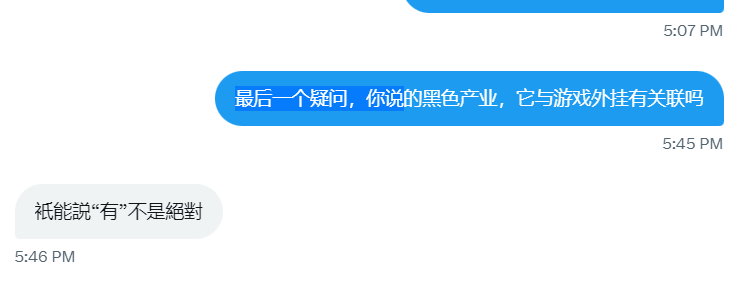 5:07 PM
最后一个疑问，你说的黑色产业，它与游戏外挂有关联吗
5:45 PM
衹能説“有”不是絕對
5:46 PM